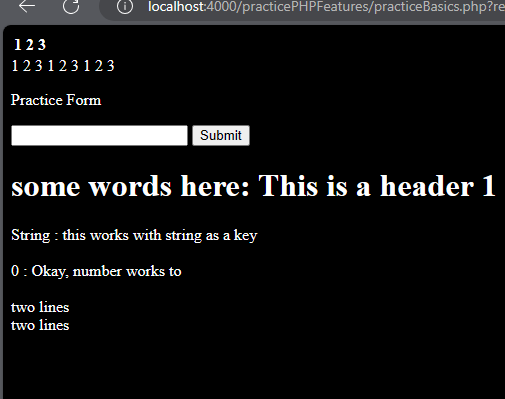 localhost:4000/practicePHPFeatures/practiceBasics.php?re
1 2 3
1 2 3 1 2 3 1 2 3
Practice Form
Submit
some words here: This is a header 1
String : this works with string as a key
0 : Okay, number works to
two lines
two lines